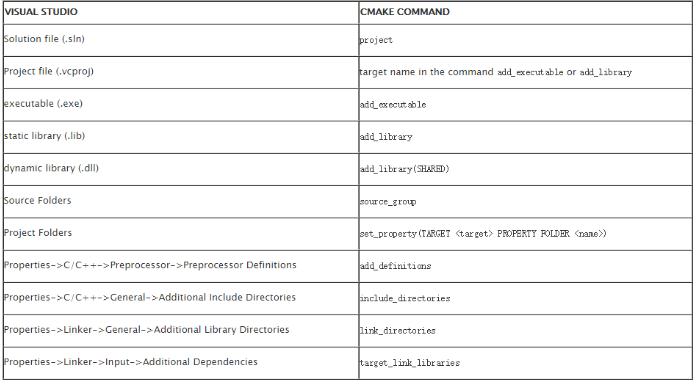 VISUAL STUDIO CMAKE COMMAND
Solution file (.sln) project
Project file (.vcproj) target name in the command add_executable or add_library
executable (.exe) add_executable
static library (.lib) add_library
dynamic library (.dll) add_library(SHARED)
Source Folders source_group
Project Folders set_property(TARGET <target> PROPERTY FOLDER <name>)
Properties->C/C++->Preprocessor->Preprocessor Definitions add_definitions
Properties->C/C++->General->Additional Include Directories include_directories
Properties->Linker->General->Additional Library Directories link_directories
Properties->Linker->Input->Additional Dependencies target_link_libraries